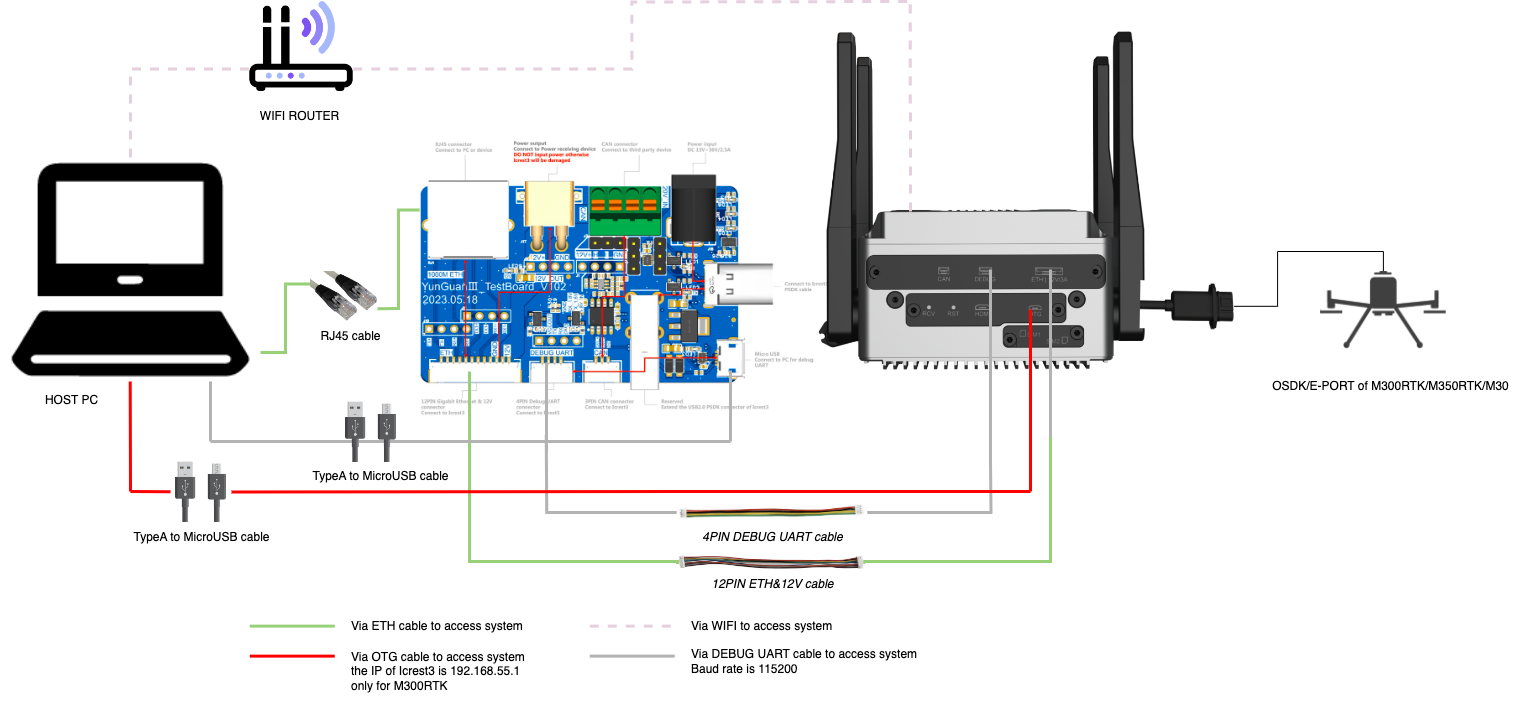 WIFI ROUTER
RJ45 connector
Connect to PC or device
Power output
Connect to Power receiving device
DO NOT input power otherwise
Icrest3 will be damaged
CAN connector
Connect to third party device
Power input
1000M ETH
12V+
GND
12V OUT
CAN
12V+
YunGuanIII_TestBoard_V102
2023.05.18
ETH
GND
12V
DEBUG UART
Connect to Icrest3
PSDK cable
Micro USB
Connect to PC for debug
UART
12PIN Gigabit Ethernet & 12V
connector
Connect to Icrest3
4PIN Debug UART
connector
Connect to Icrest3
3PIN CAN connector
Connect to Icrest3
Reserved
Extend the USB2.0 PSDK connector of Icrest3
RJ45 cable
HOST PC
CAN
DEBUG
ETH
RCV
RST
OTG
OSDK/E-PORT of M300RTK/M350RTK/M30
TypeA to MicroUSB cable
TypeA to MicroUSB cable
4PIN DEBUG UART cable
12PIN ETH&12V cable
Via ETH cable to access system
Via WIFI to access system
Via OTG cable to access system
the IP of Icrest3 is 192.168.55.1
only for M300RTK
Via DEBUG UART cable to access system
Baud rate is 115200